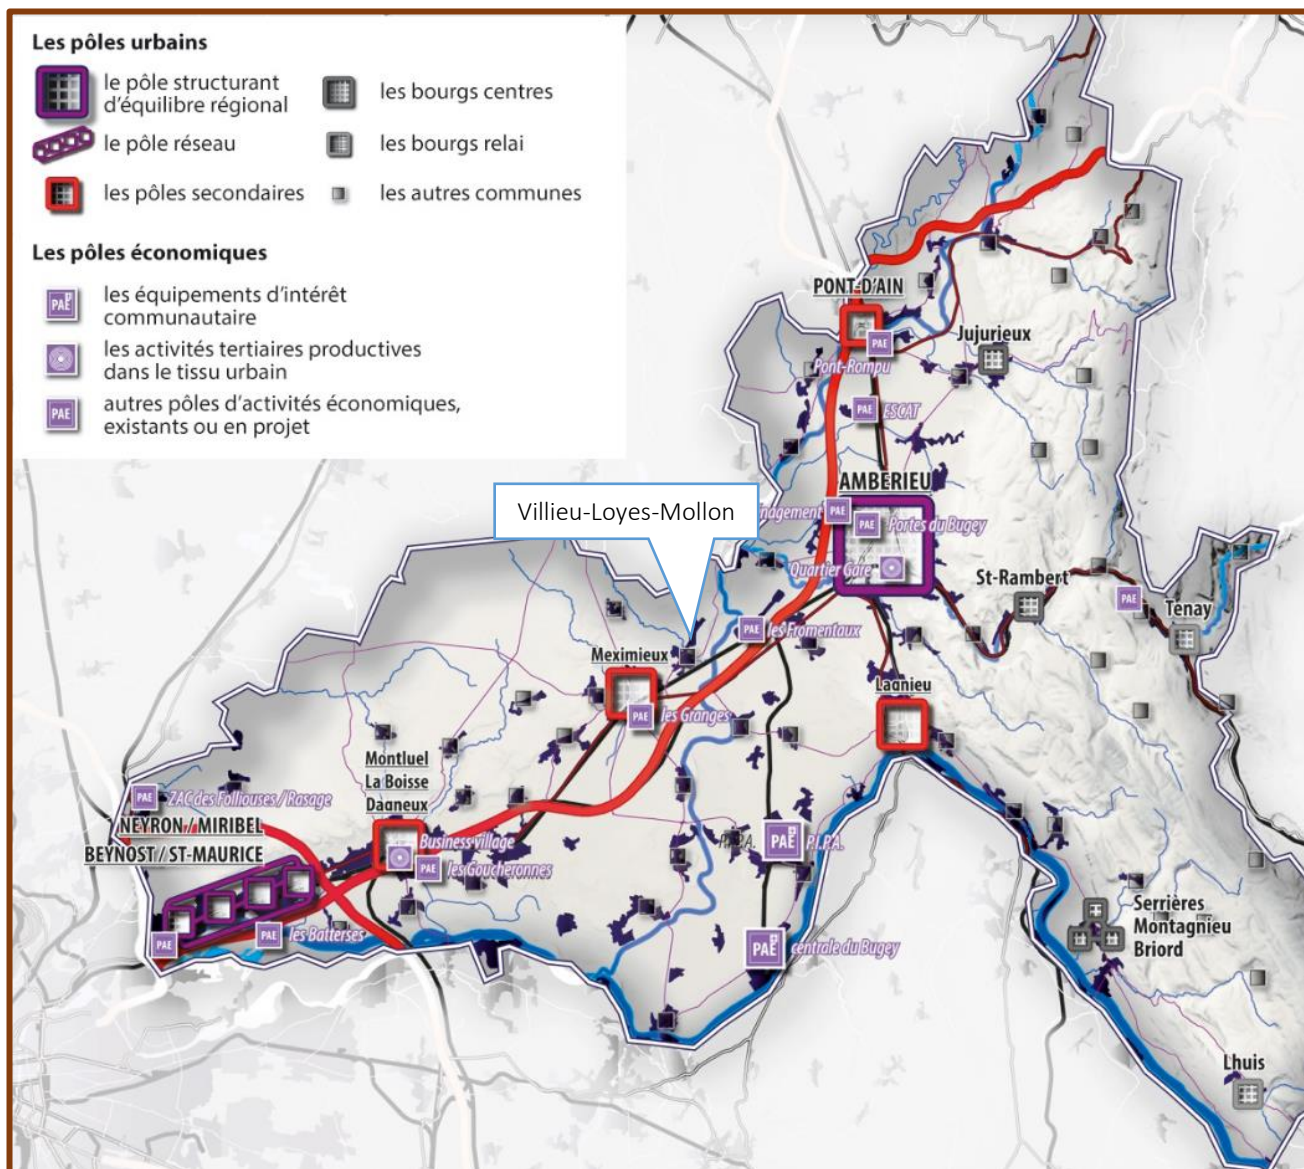 Les pôles urbains
le pôle structurant
d'équilibre régional
le pôle réseau
les pôles secondaires
les bourgs centres
les bourgs relai
les autres communes
Les pôles économiques
PAE
les équipements d'intérêt
communautaire
les activités tertiaires productives
dans le tissu urbain
PAE
autres pôles d'activités économiques,
existants ou en projet
PONT-D'AIN
PAE
Pont-Rompu
Jujurieux
PAE
ESCAT
AMBERIEU
Villieu-Loyes-Mollon
nagement
PAE
PAE
Portes du Bugey
Quartier Gare
St-Rambert
PAE
Tenay
PAE
les Fromentaux
Meximieux
PAE
les Granges
Lagnieu
Montluel
La Boisse
Dagneux
PAE
ZAC des Folliouses / Rasage
NEYRON / MIRIBEL
BEYNOST / ST-MAURICE
Business village
PAE
les Goucheronnes
P.I.P.A.
PAE
P.I.P.A.
PAE
PAE
les Batterses
PAE
centrale du Bugey
Serrières
Montagnieu
Briord
Lhuis